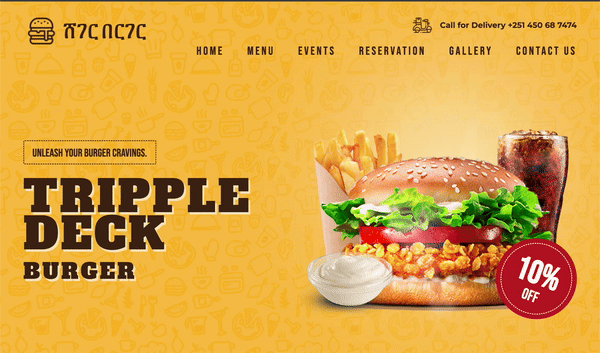 ሸገር በርገር
Call for Delivery +251 450 68 7474
HOME MENU EVENTS RESERVATION GALLERY CONTACT US
UNLEASH YOUR BURGER CRAVINGS.
TRIPPLE
DECK
BURGER
10%
OFF